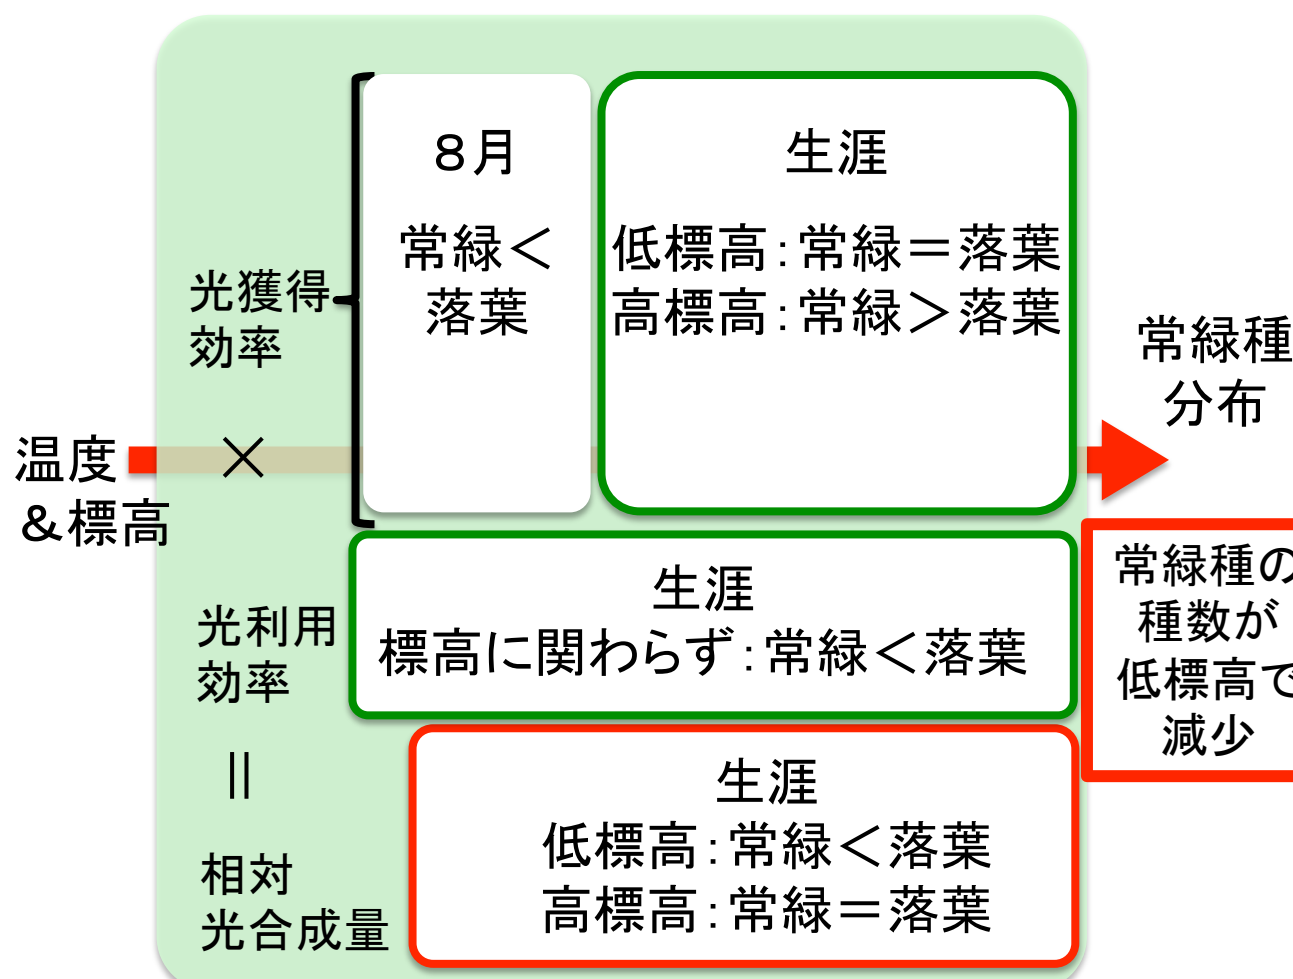 ８月
常緑＜
落葉
生涯
低標高：常緑＝落葉
高標高：常緑＞落葉
光獲得
効率
常緑種
分布
温度
＆標高
×
生涯
標高に関わらず：常緑＜落葉
光利用
効率
常緑種の
種数が
低標高で
減少
＝
生涯
低標高：常緑＜落葉
高標高：常緑＝落葉
相対
光合成量